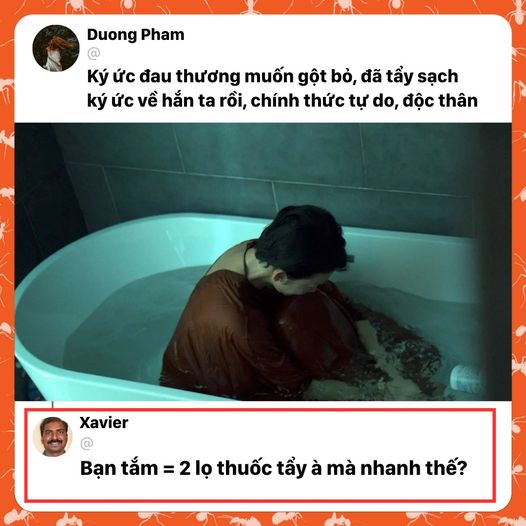 Duong Pham
@
Ký ức đau thương muốn gột bỏ, đã tẩy sạch
ký ức về hắn ta rồi, chính thức tự do, độc thân
Xavier
@
Bạn tắm = 2 lọ thuốc tẩy à mà nhanh thế?